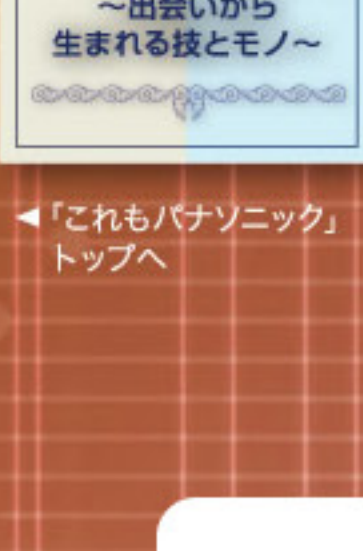 ～出会いから
生まれる技とモノ～
◀「これもパナソニック」
トップへ